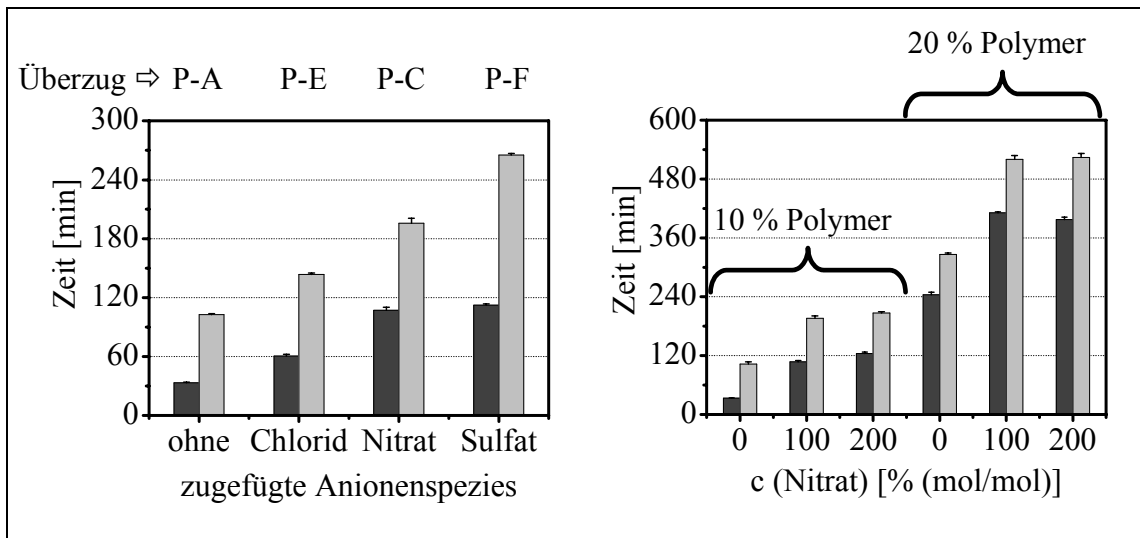 Überzug ⇨ P-A P-E P-C P-F
300
240
180
120
60
0
Zeit [min]
ohne Chlorid Nitrat Sulfat
zugefügte Anionenspezies
20 % Polymer
10 % Polymer
600
480
360
240
120
0
Zeit [min]
0 100 200 0 100 200
c (Nitrat) [% (mol/mol)]